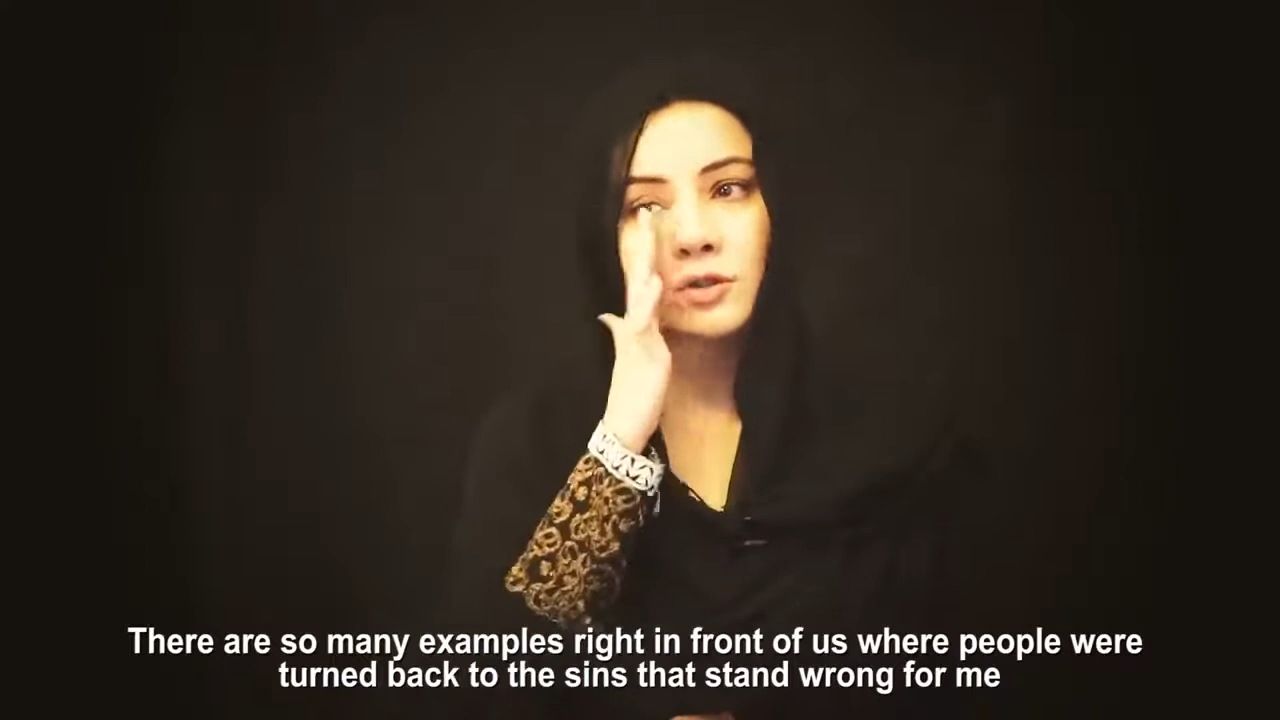 There are so many examples right in front of us where people were
turned back to the sins that stand wrong for me